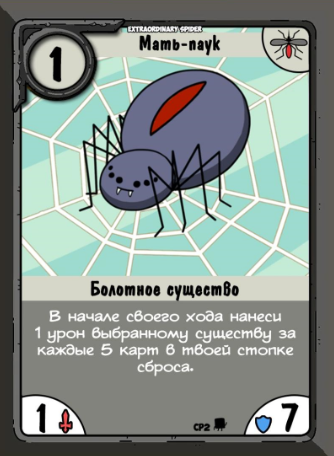 EXTRAORDINARY SPIDER
1
Мать-паук
Болотное существо
В начале своего хода нанеси
1 урон выбранному существу за
каждые 5 карт в твоей стопке
сброса.
1
CP2
7